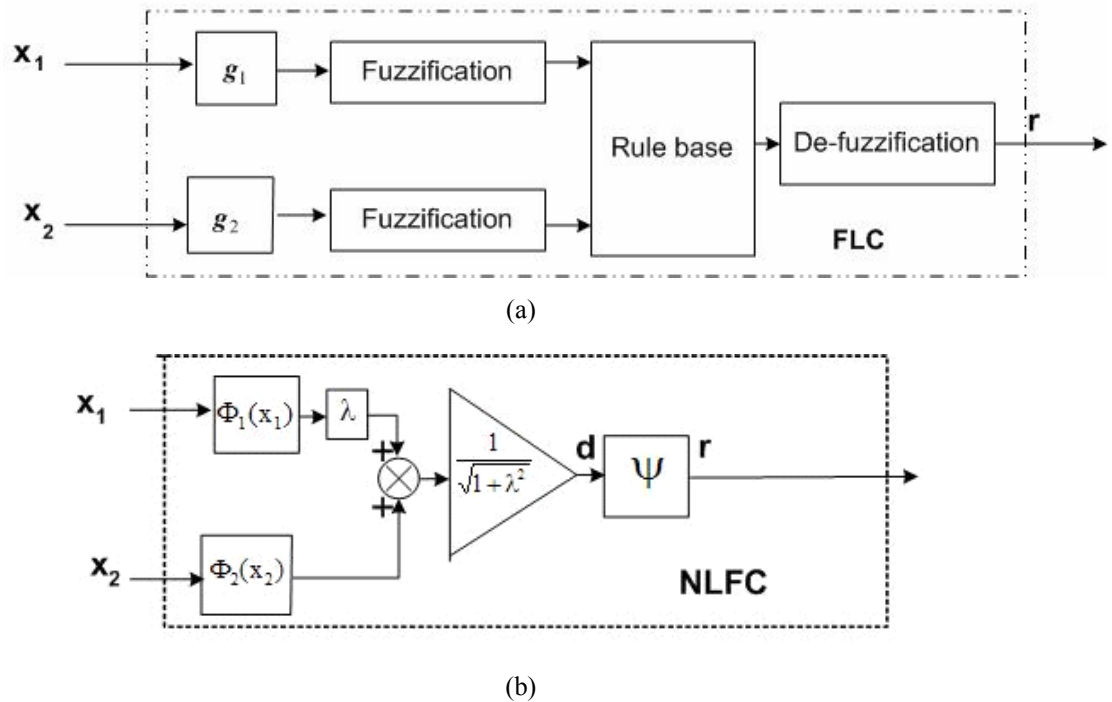 x₁
g₁
Fuzzification
Rule base
De-fuzzification
r
x₂
g₂
Fuzzification
FLC
(a)
x₁
Φ₁(x₁)
λ
+
+
1
√1+λ²
d
Ψ
r
x₂
Φ₂(x₂)
NLFC
(b)